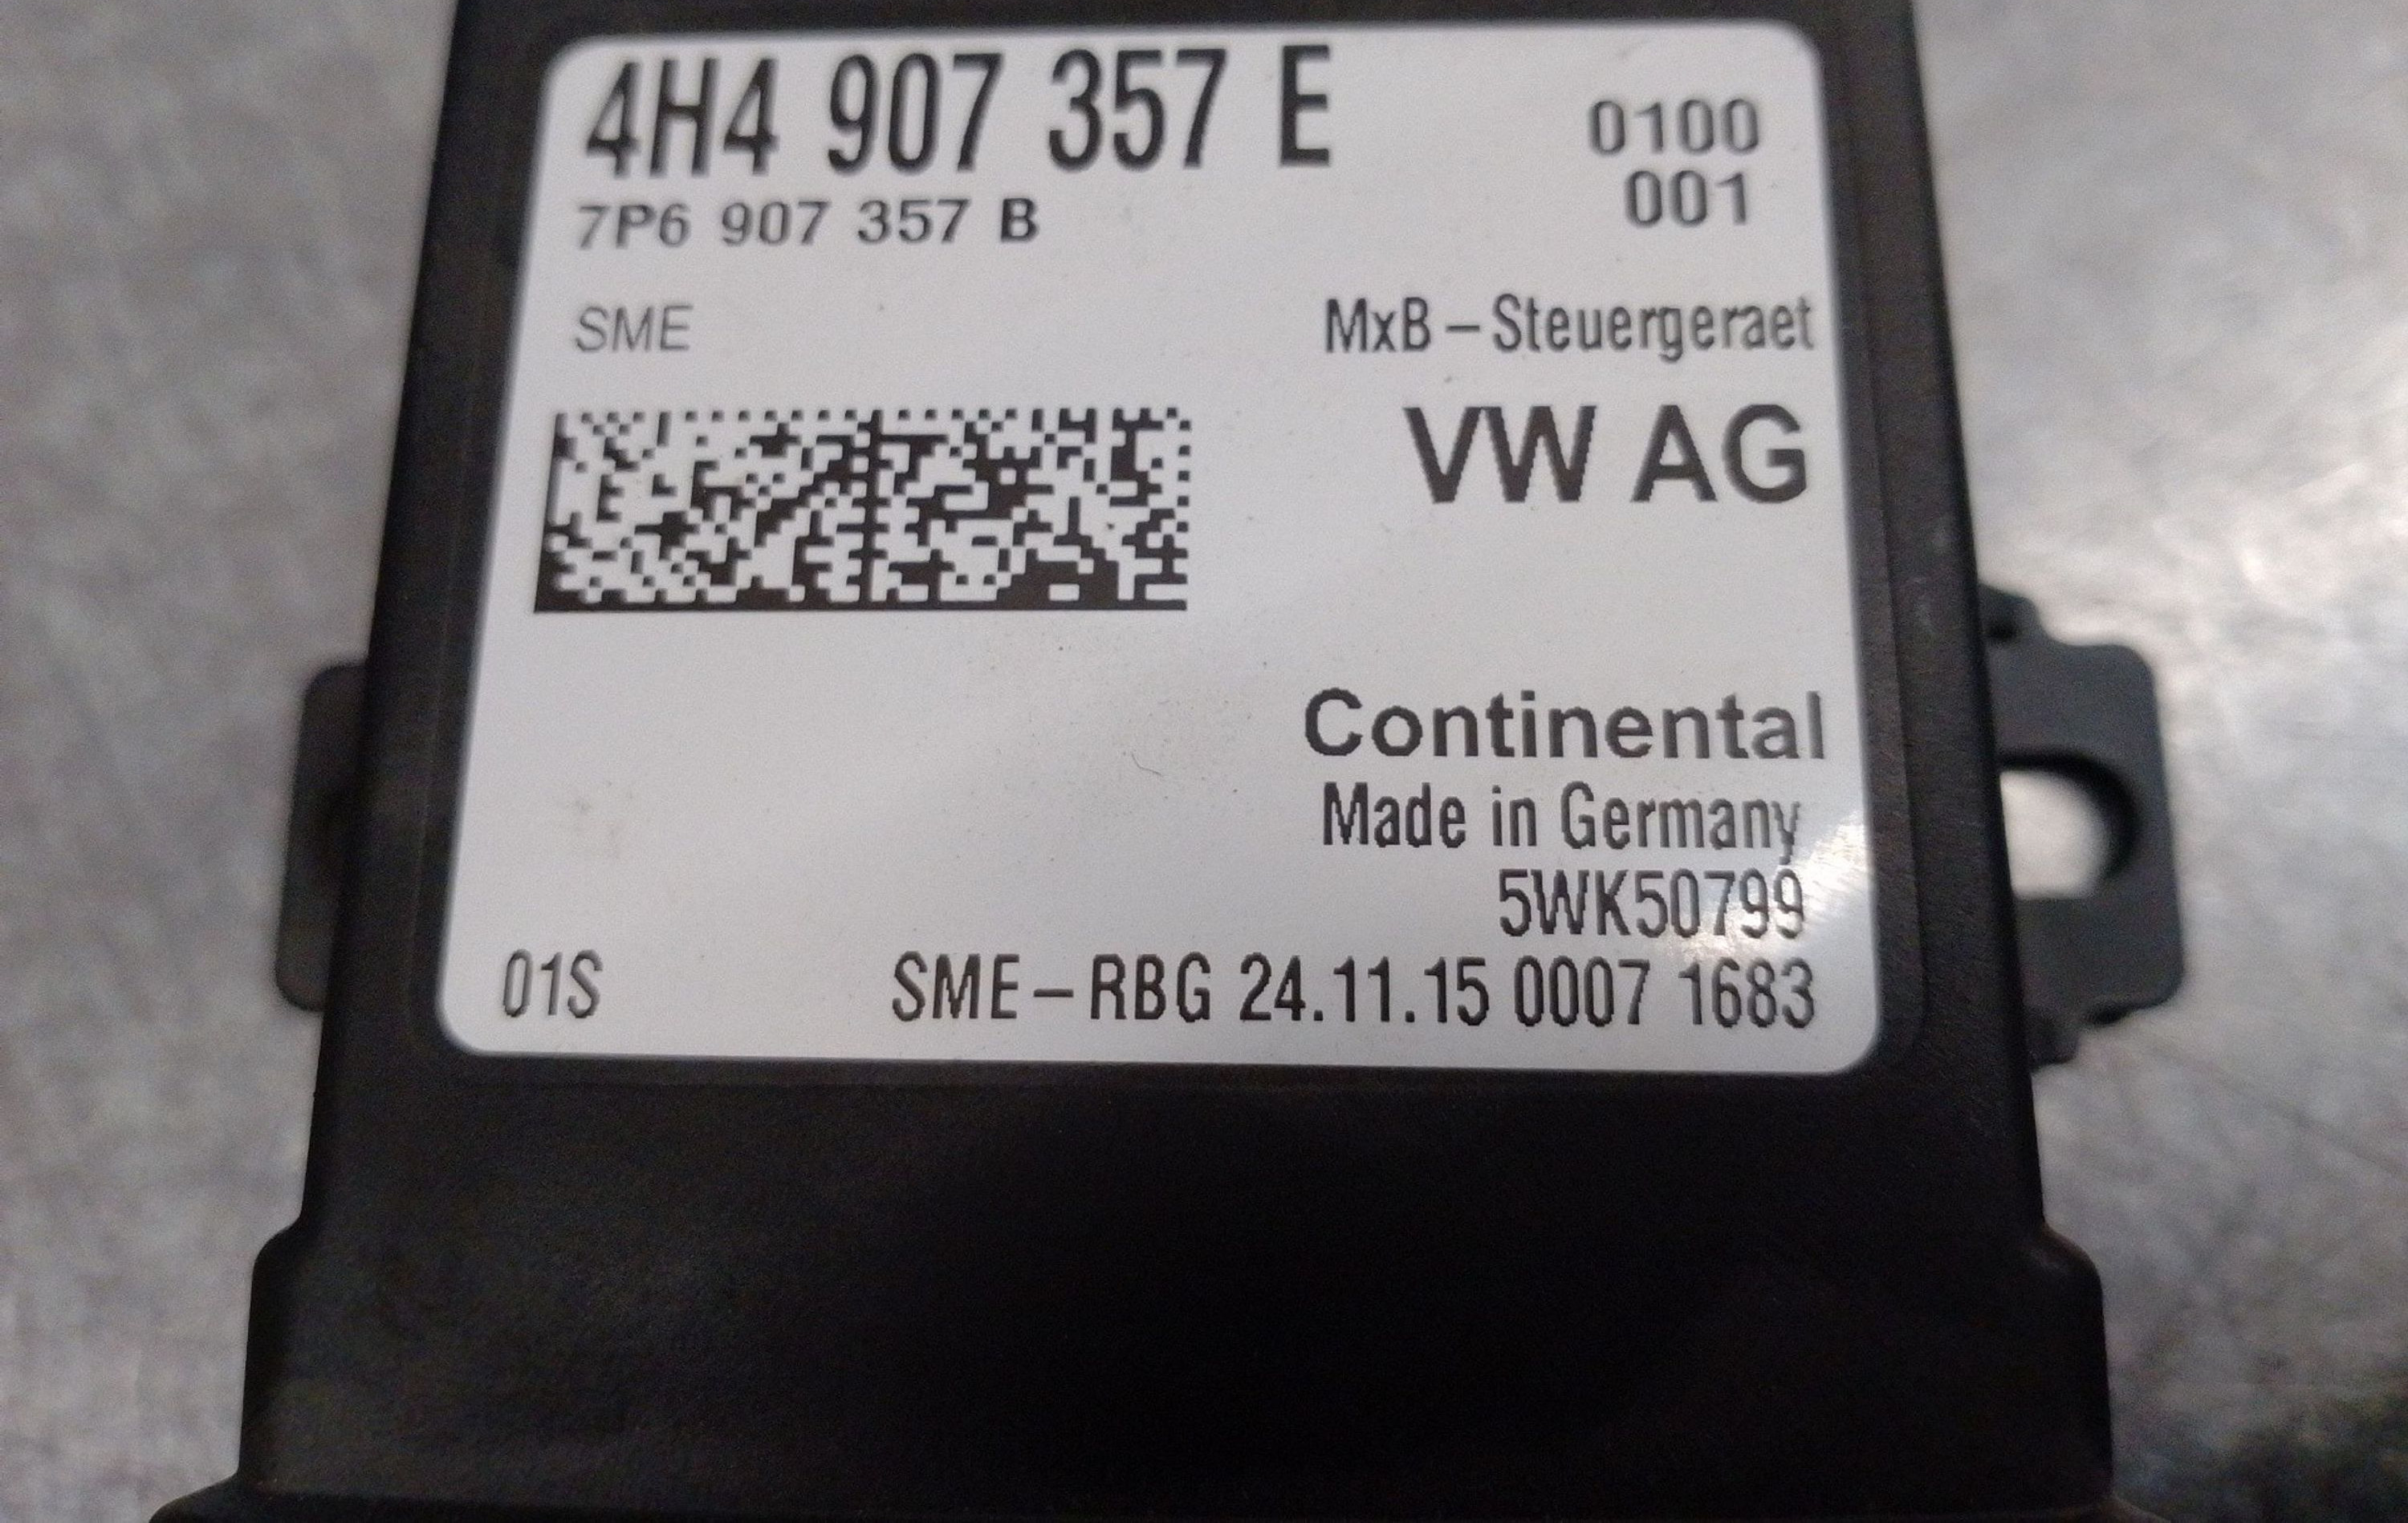 4H4 907 357 E
0100
7P6 907 357 B
001
SME
MxB-Steuergeraet
VW AG
Continental
Made in Germany
5WK50799
01S
SME-RBG 24.11.15 0007 1683